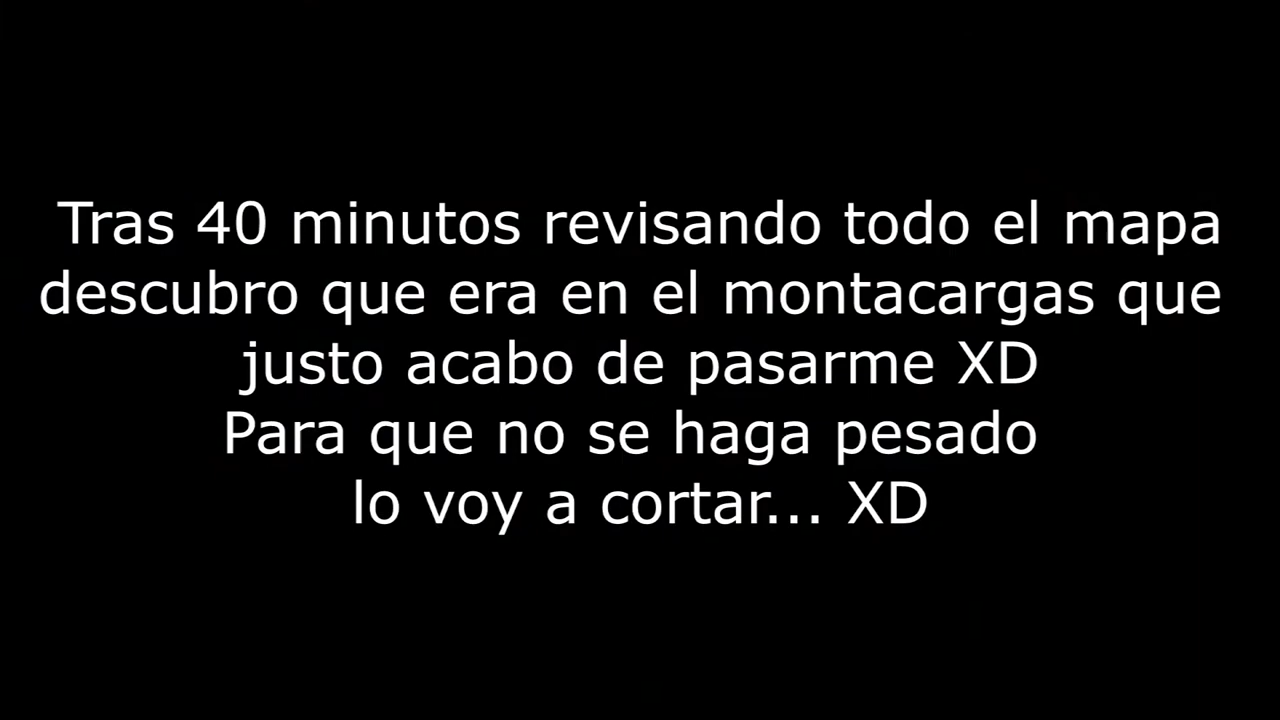 Tras 40 minutos revisando todo el mapa
descubro que era en el montacargas que
justo acabo de pasarme XD
Para que no se haga pesado
lo voy a cortar... XD